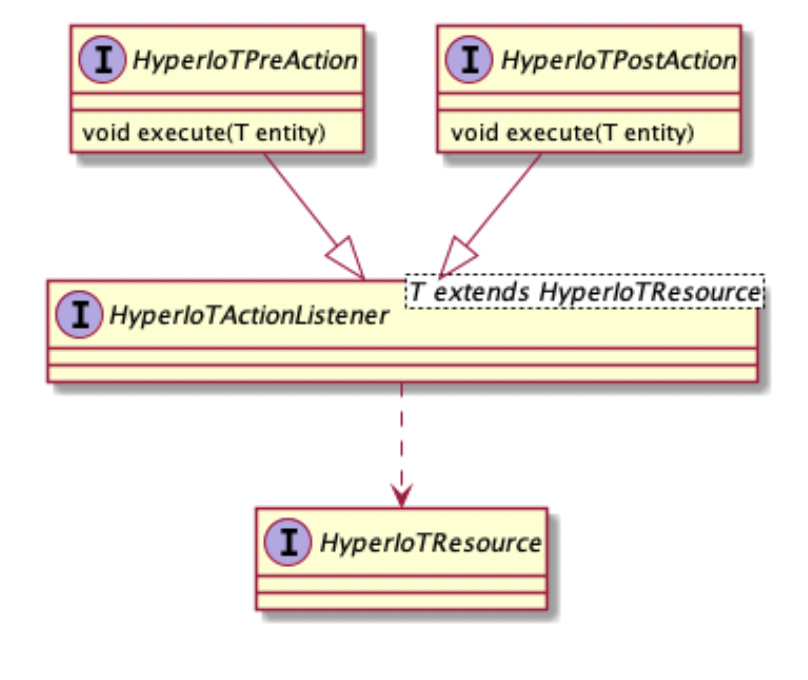 I HyperIoTPreAction
void execute(T entity)
I HyperIoTPostAction
void execute(T entity)
T extends HyperIoTResource
I HyperIoTActionListener
I HyperIoTResource